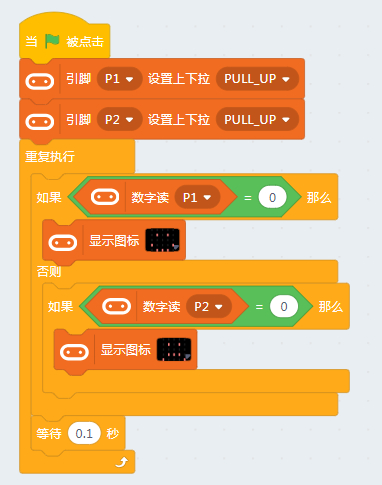 当 被点击
引脚 P1 设置上下拉 PULL_UP
引脚 P2 设置上下拉 PULL_UP
重复执行
如果 数字读 P1 = 0 那么
显示图标
否则
如果 数字读 P2 = 0 那么
显示图标
等待 0.1 秒